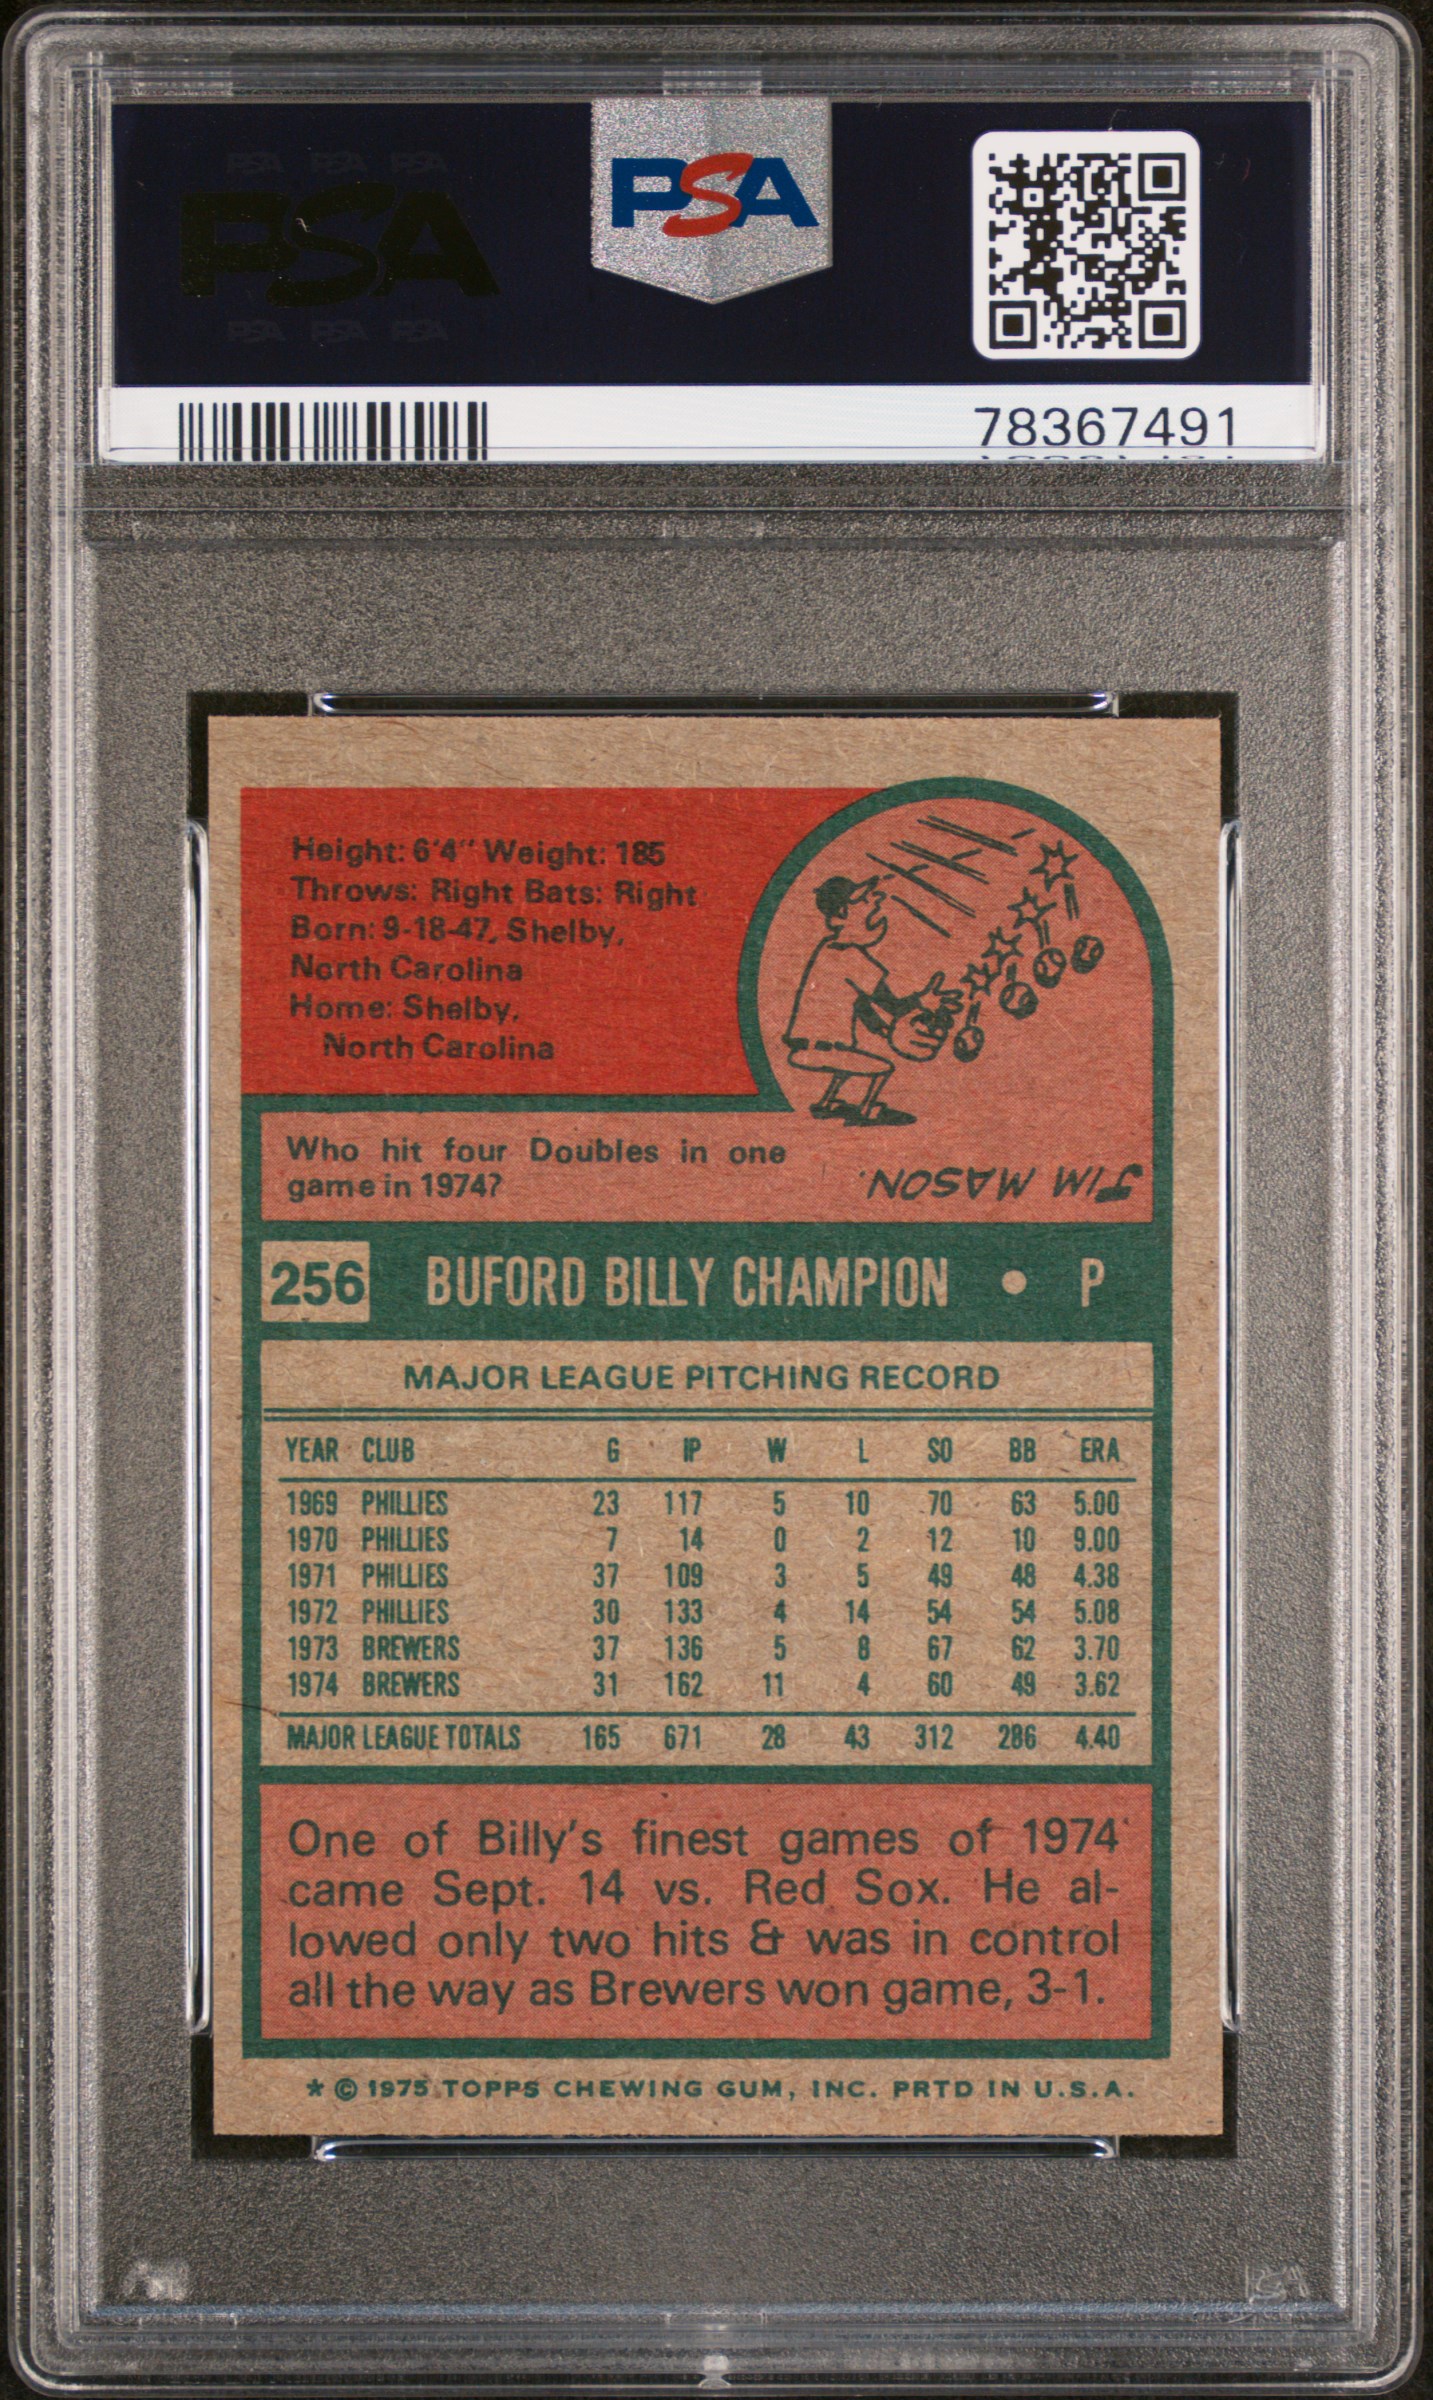 PSA PSA PSA
PSA
PSA PSA PSA
PSA
78367491
Height: 6'4" Weight: 185
Throws: Right Bats: Right
Born: 9-18-47, Shelby,
North Carolina
Home: Shelby,
North Carolina
Who hit four Doubles in one
game in 1974?
JIM MASON.
256 BUFORD BILLY CHAMPION • P
MAJOR LEAGUE PITCHING RECORD
YEAR CLUB G IP W L SO BB ERA
1969 PHILLIES 23 117 5 10 70 63 5.00
1970 PHILLIES 7 14 0 2 12 10 9.00
1971 PHILLIES 37 109 3 5 49 48 4.38
1972 PHILLIES 30 133 4 14 54 54 5.08
1973 BREWERS 37 136 5 8 67 62 3.70
1974 BREWERS 31 162 11 4 60 49 3.62
MAJOR LEAGUE TOTALS 165 671 28 43 312 286 4.40
One of Billy's finest games of 1974
came Sept. 14 vs. Red Sox. He al-
lowed only two hits & was in control
all the way as Brewers won game, 3-1.
* © 1975 TOPPS CHEWING GUM, INC. PRTD IN U.S.A.
PSA